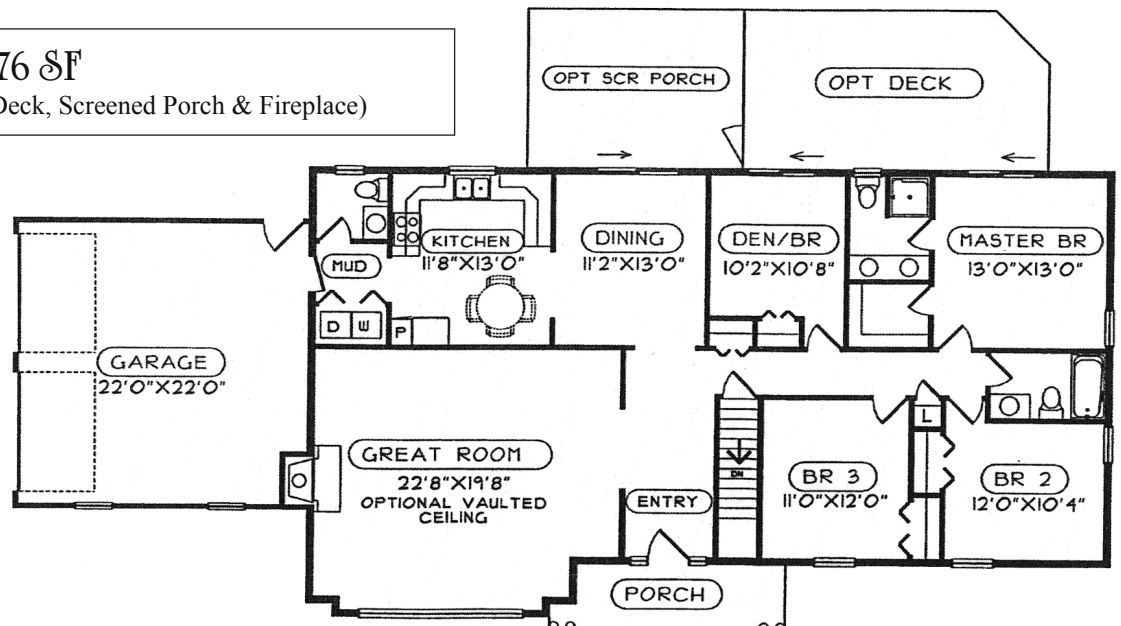 76 SF
Deck, Screened Porch & Fireplace)
OPT SCR PORCH
OPT DECK
KITCHEN
11'8"X13'0"
DINING
11'2"X13'0"
DEN/BR
10'2"X10'8"
MASTER BR
13'0"X13'0"
MUD
D
W
P
GARAGE
22'0"X22'0"
GREAT ROOM
22'8"X19'8"
OPTIONAL VAULTED
CEILING
ENTRY
DN
BR 3
11'0"X12'0"
L
BR 2
12'0"X10'4"
PORCH